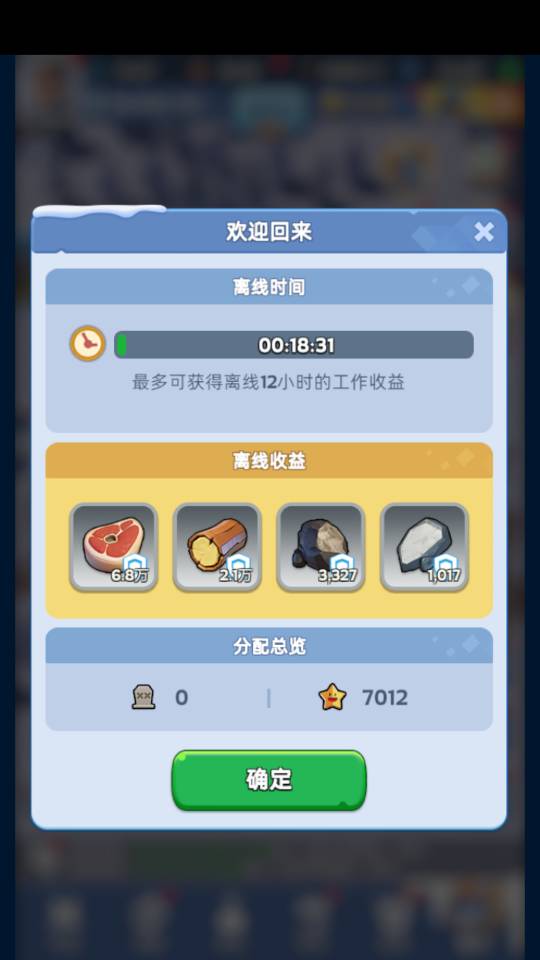 欢迎回来
离线时间
00:18:31
最多可获得离线12小时的工作收益
离线收益
6.8万
2.1万
3,327
1,017
分配总览
0
7012
确定